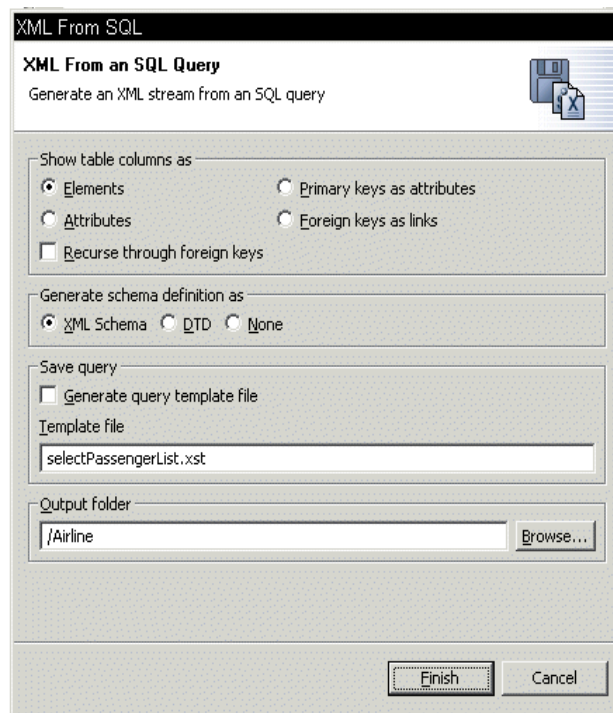 XML From SQL
XML From an SQL Query
Generate an XML stream from an SQL query
Show table columns as
Elements
Primary keys as attributes
Attributes
Foreign keys as links
Recurse through foreign keys
Generate schema definition as
XML Schema DTD None
Save query
Generate query template file
Template file
selectPassengerList.xst
Output folder
/Airline
Browse...
Finish
Cancel